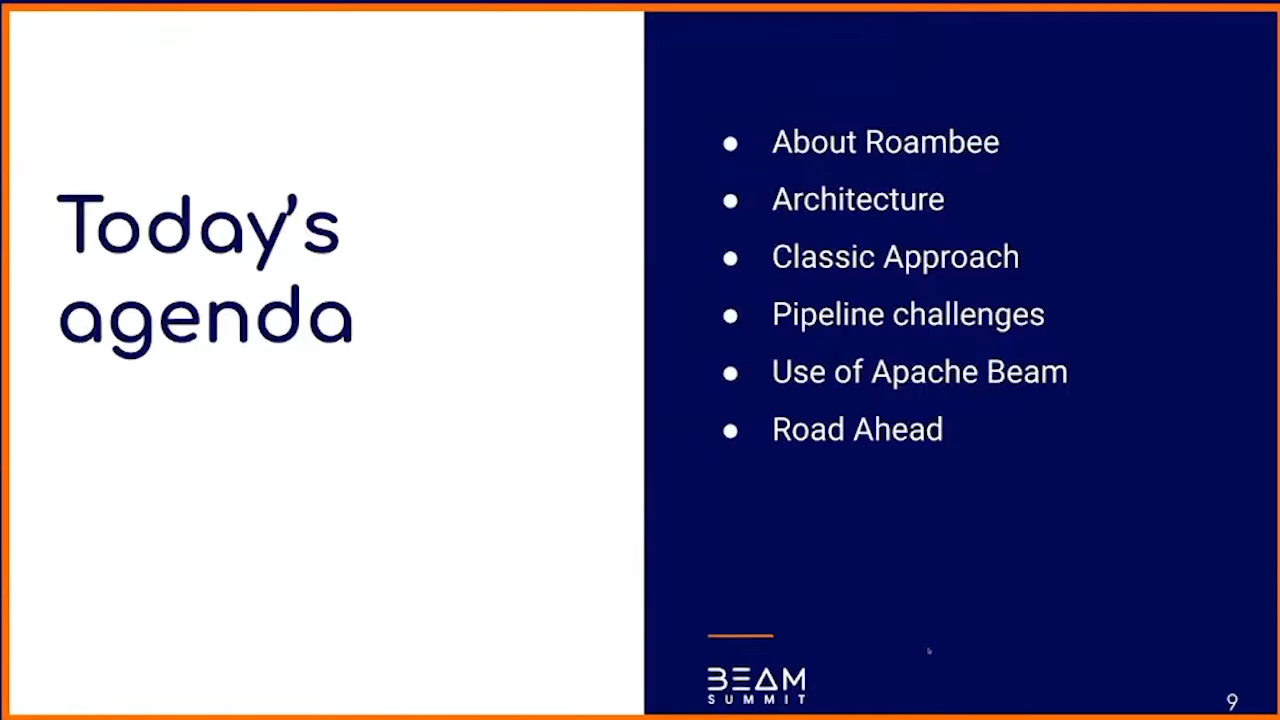 Today's
agenda
● About Roambee
● Architecture
● Classic Approach
● Pipeline challenges
● Use of Apache Beam
● Road Ahead
BEAM
SUMMIT
9